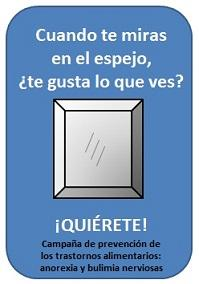 Cuando te miras
en el espejo,
¿te gusta lo que ves?
¡QUIÉRETE!
Campaña de prevención de
los trastornos alimentarios:
anorexia y bulimia nerviosas